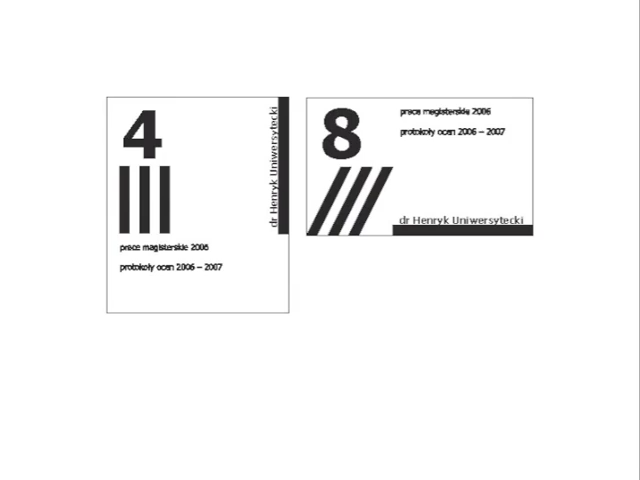 4
dr Henryk Uniwersytecki
prace magisterskie 2006
protokoły ocen 2006 – 2007
8
prace magisterskie 2006
protokoły ocen 2006 – 2007
dr Henryk Uniwersytecki